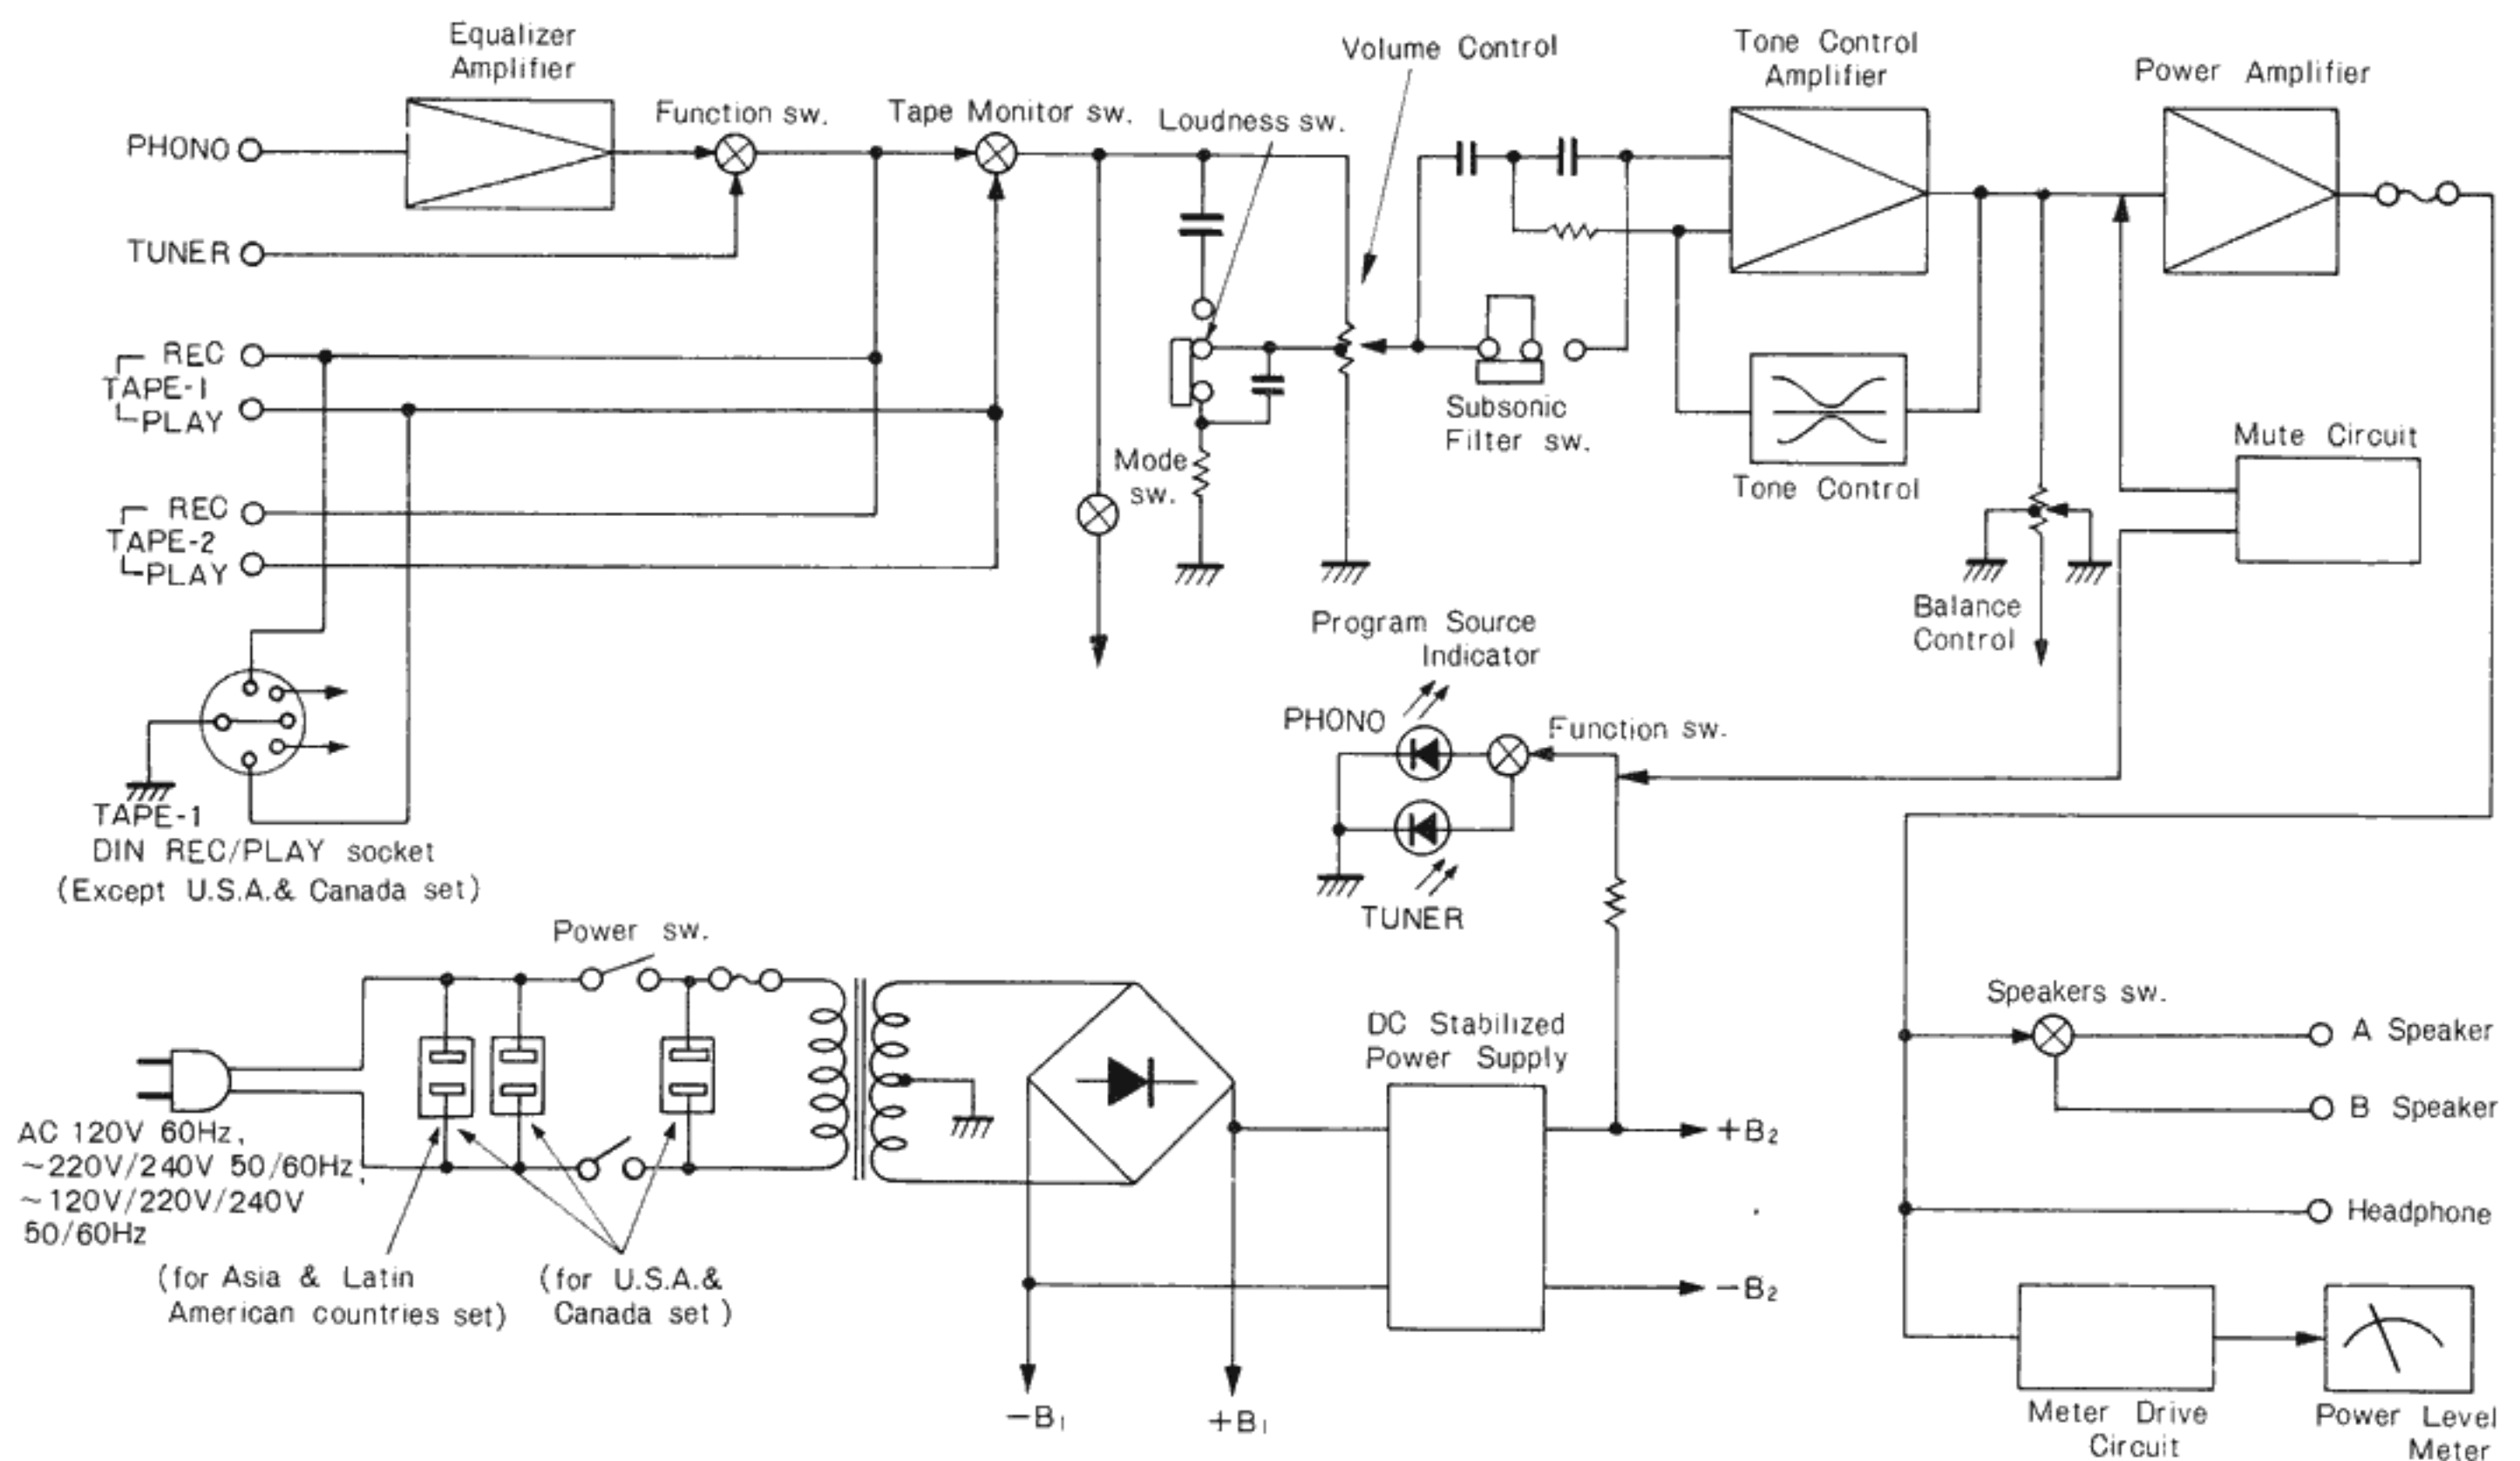 Equalizer
Amplifier
Function sw.
Tape Monitor sw.
Loudness sw.
Volume Control
Tone Control
Amplifier
Power Amplifier
PHONO
TUNER
REC
TAPE-1
PLAY
REC
TAPE-2
PLAY
Mode
sw.
Subsonic
Filter sw.
Tone Control
Mute Circuit
Balance
Control
Program Source
Indicator
PHONO
Function sw.
TUNER
TAPE-1
DIN REC/PLAY socket
(Except U.S.A.& Canada set)
Power sw.
AC 120V 60Hz,
~220V/240V 50/60Hz,
~120V/220V/240V
50/60Hz
(for Asia & Latin
American countries set)
(for U.S.A.&
Canada set)
DC Stabilized
Power Supply
+B₂
-B₂
-B₁
+B₁
Speakers sw.
A Speaker
B Speaker
Headphone
Meter Drive
Circuit
Power Level
Meter